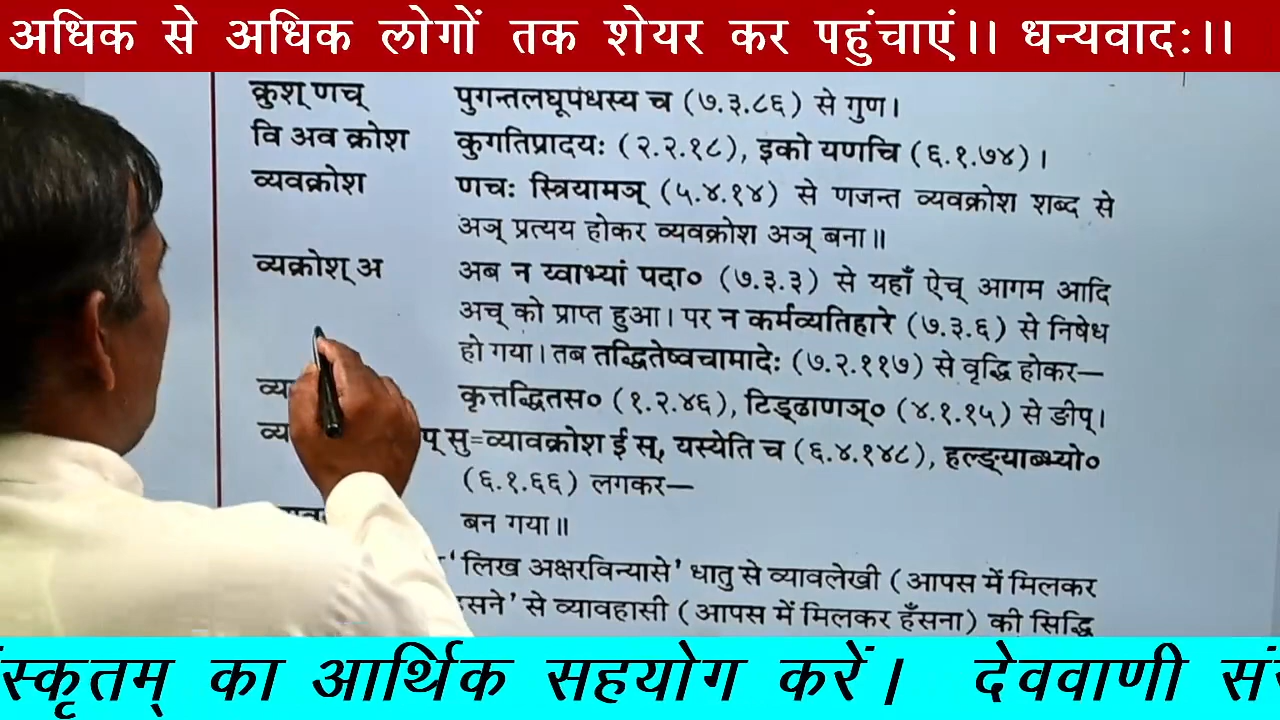 अधिक से अधिक लोगों तक शेयर कर पहुंचाएं।। धन्यवादः।।
क्रुश् णच् पुगन्तलघूपधस्य च (७.३.८६) से गुण।
वि अव क्रोश कुगतिप्रादयः (२.२.१८), इको यणचि (६.१.७४)।
व्यवक्रोश णचः स्त्रियामञ् (५.४.१४) से णजन्त व्यवक्रोश शब्द से
अञ् प्रत्यय होकर व्यवक्रोश अञ् बना॥
व्यक्रोश् अ अब न य्वाभ्यां पदा० (७.३.३) से यहाँ ऐच् आगम आदि
अच् को प्राप्त हुआ। पर न कर्मव्यतिहारे (७.३.६) से निषेध
हो गया। तब तद्धितेष्वचामादेः (७.२.११७) से वृद्धि होकर—
कृत्तद्धितस० (१.२.४६), टिड्ढाणञ्० (४.१.१५) से ङीप्।
प् सु=व्यावक्रोश ई स्, यस्येति च (६.४.१४८), हल्ङ्याब्भ्यो०
(६.१.६६) लगकर—
बन गया॥
'लिख अक्षरविन्यासे' धातु से व्यावलेखी (आपस में मिलकर
हसने' से व्यावहासी (आपस में मिलकर हँसना) की सिद्धि
संस्कृतम् का आर्थिक सहयोग करें। देववाणी